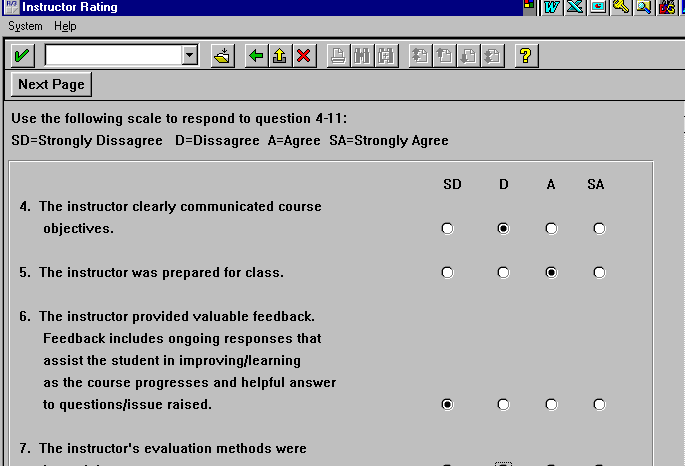 Instructor Rating
System Help
Next Page
Use the following scale to respond to question 4-11:
SD=Strongly Dissagree D=Dissagree A=Agree SA=Strongly Agree
SD D A SA
4. The instructor clearly communicated course
objectives.
5. The instructor was prepared for class.
6. The instructor provided valuable feedback.
Feedback includes ongoing responses that
assist the student in improving/learning
as the course progresses and helpful answer
to questions/issue raised.
7. The instructor's evaluation methods were